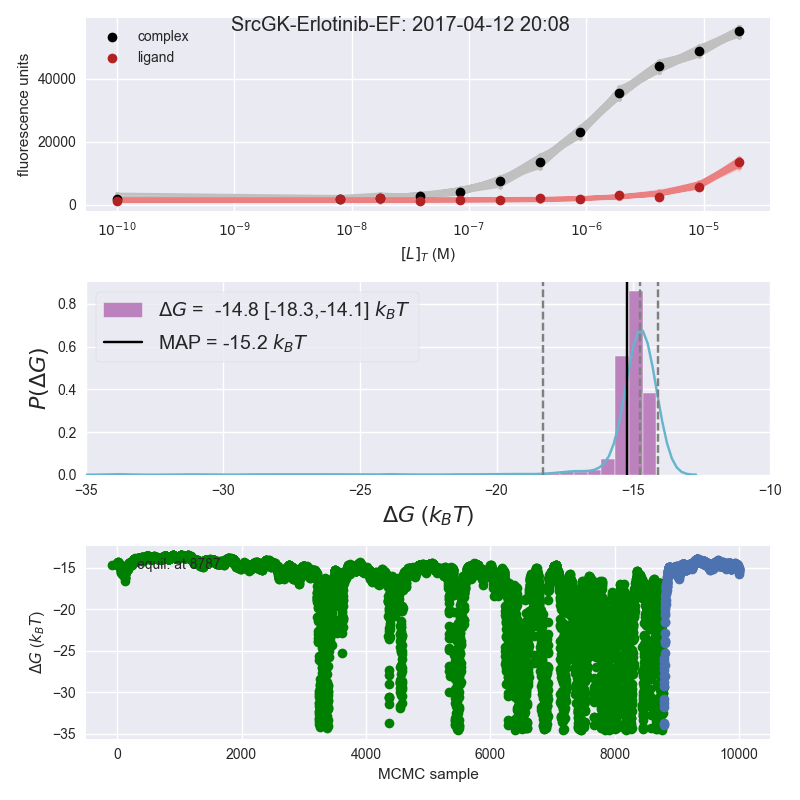 SrcGK-Erlotinib-EF: 2017-04-12 20:08
complex
ligand
fluorescence units
40000
20000
0
10⁻¹⁰ 10⁻⁹ 10⁻⁸ 10⁻⁷ 10⁻⁶ 10⁻⁵
[L]_T (M)
ΔG = -14.8 [-18.3,-14.1] k_BT
MAP = -15.2 k_BT
P(ΔG)
0.8
0.6
0.4
0.2
0.0
−35 −30 −25 −20 −15 −10
ΔG (k_BT)
equil. at 8787
ΔG (k_BT)
−15
−20
−25
−30
−35
0 2000 4000 6000 8000 10000
MCMC sample